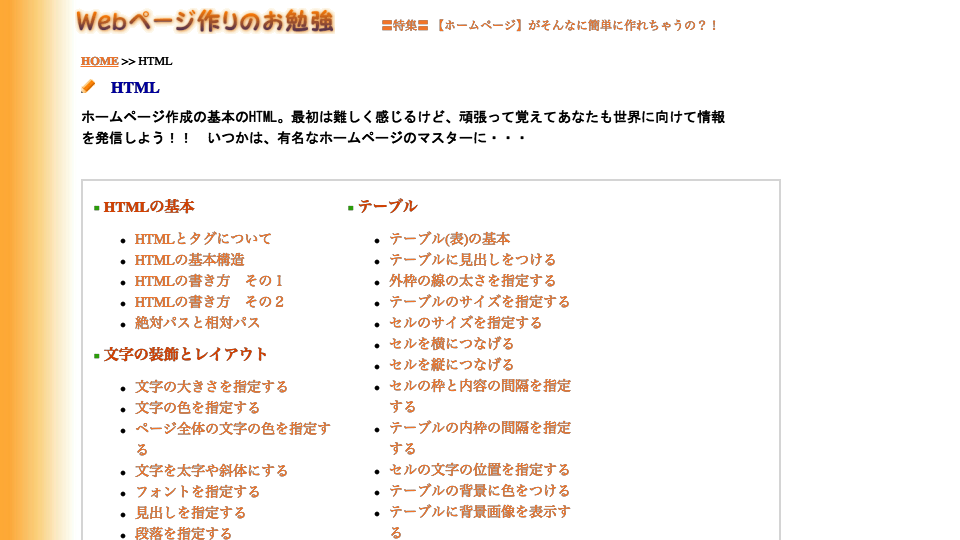 Webページ作りのお勉強
〓特集〓 【ホームページ】がそんなに簡単に作れちゃうの？！
HOME >> HTML
HTML
ホームページ作成の基本のHTML。最初は難しく感じるけど、頑張って覚えてあなたも世界に向けて情報
を発信しよう！！　いつかは、有名なホームページのマスターに・・・
HTMLの基本
HTMLとタグについて
HTMLの基本構造
HTMLの書き方　その１
HTMLの書き方　その２
絶対パスと相対パス
文字の装飾とレイアウト
文字の大きさを指定する
文字の色を指定する
ページ全体の文字の色を指定す
る
文字を太字や斜体にする
フォントを指定する
見出しを指定する
段落を指定する
テーブル
テーブル(表)の基本
テーブルに見出しをつける
外枠の線の太さを指定する
テーブルのサイズを指定する
セルのサイズを指定する
セルを横につなげる
セルを縦につなげる
セルの枠と内容の間隔を指定
する
テーブルの内枠の間隔を指定
する
セルの文字の位置を指定する
テーブルの背景に色をつける
テーブルに背景画像を表示す
る